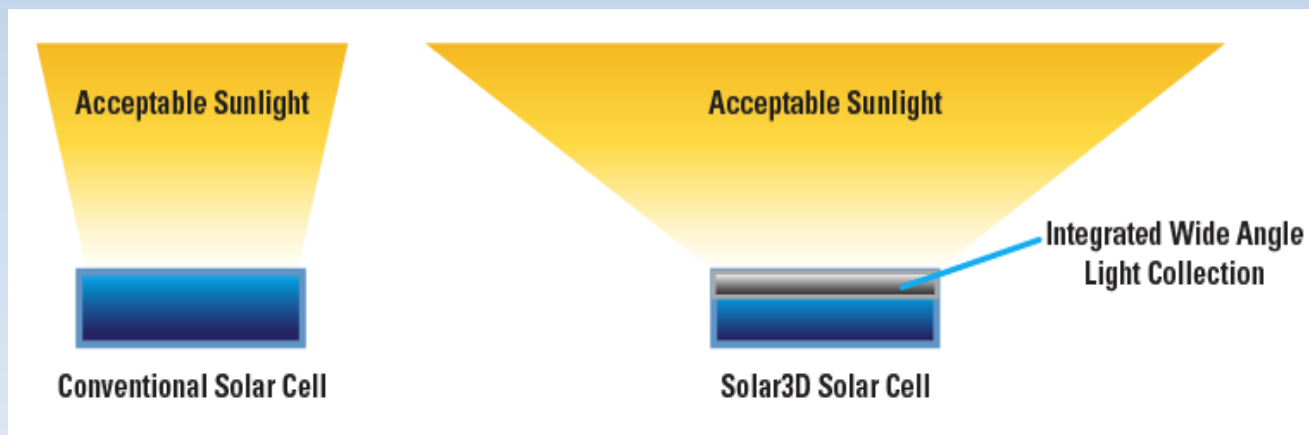 Acceptable Sunlight
Acceptable Sunlight
Integrated Wide Angle
Light Collection
Conventional Solar Cell
Solar3D Solar Cell